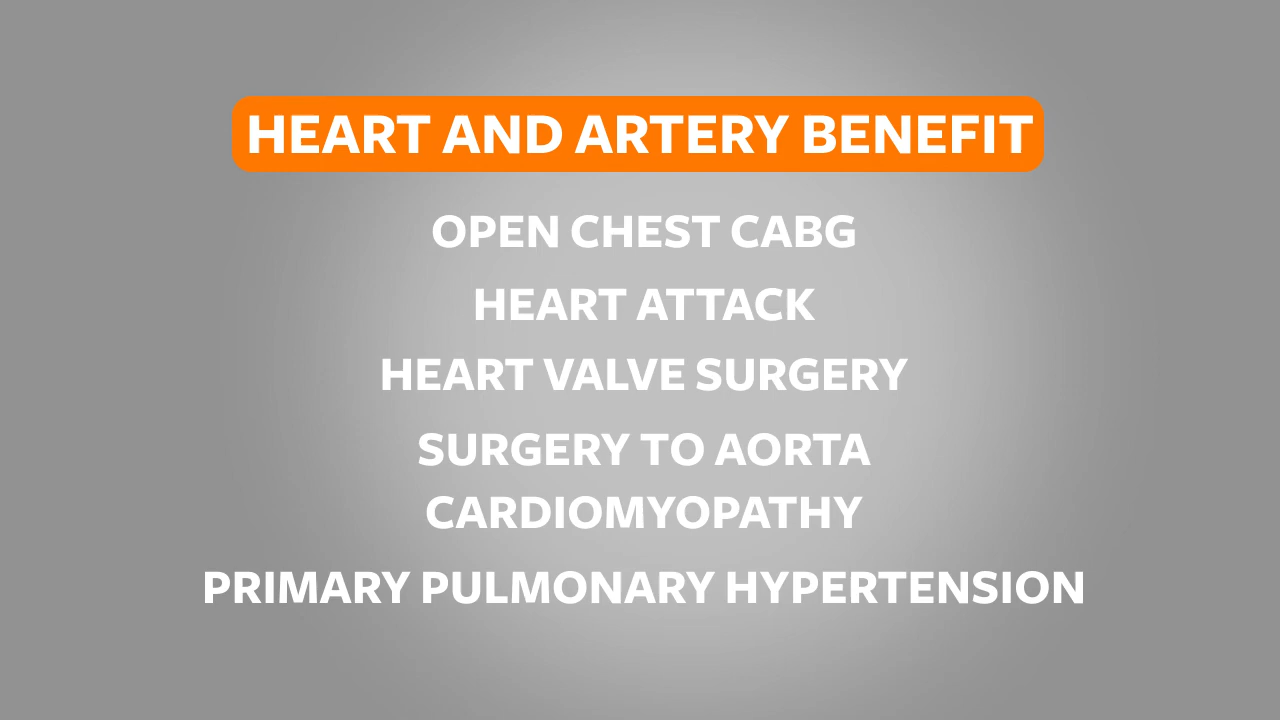 HEART AND ARTERY BENEFIT
OPEN CHEST CABG
HEART ATTACK
HEART VALVE SURGERY
SURGERY TO AORTA
CARDIOMYOPATHY
PRIMARY PULMONARY HYPERTENSION